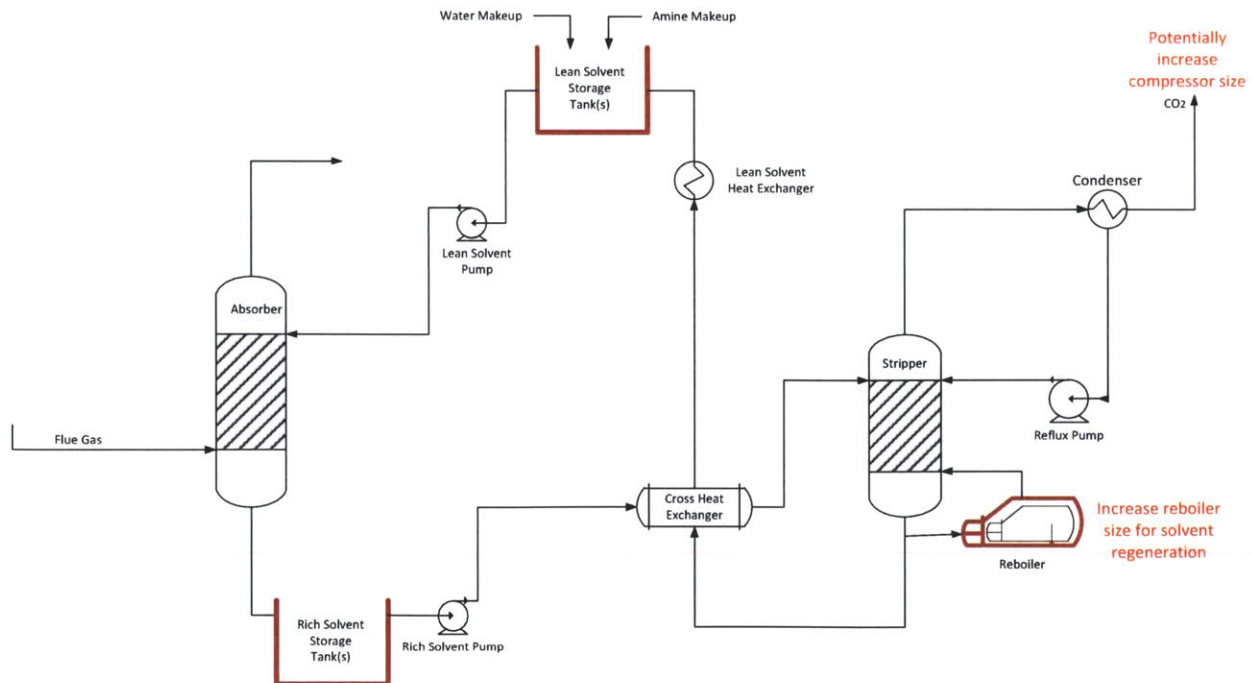 Water Makeup
Amine Makeup
Lean Solvent
Storage
Tank(s)
Potentially
increase
compressor size
CO2
Lean Solvent
Heat Exchanger
Condenser
Lean Solvent
Pump
Absorber
Stripper
Reflux Pump
Flue Gas
Cross Heat
Exchanger
Increase reboiler
size for solvent
regeneration
Reboiler
Rich Solvent
Storage
Tank(s)
Rich Solvent Pump